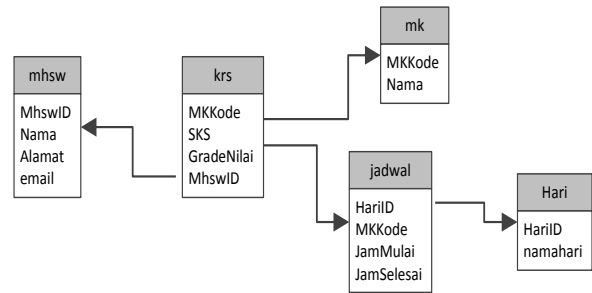 mhsw
MhswID
Nama
Alamat
email
krs
MKKode
SKS
GradeNilai
MhswID
mk
MKKode
Nama
jadwal
HariID
MKKode
JamMulai
JamSelesai
Hari
HariID
namahari